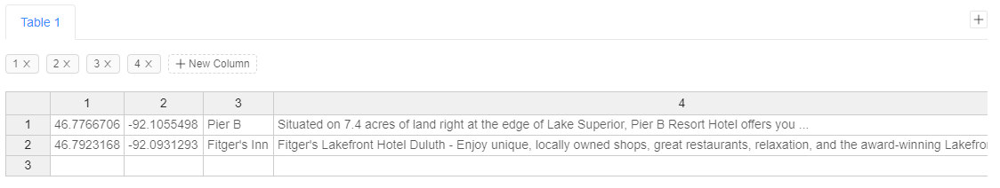 Table 1
1 2 3 4 + New Column
1 2 3 4
1 46.7766706 -92.1055498 Pier B Situated on 7.4 acres of land right at the edge of Lake Superior, Pier B Resort Hotel offers you ...
2 46.7923168 -92.0931293 Fitger's Inn Fitger's Lakefront Hotel Duluth - Enjoy unique, locally owned shops, great restaurants, relaxation, and the award-winning Lakefro
3